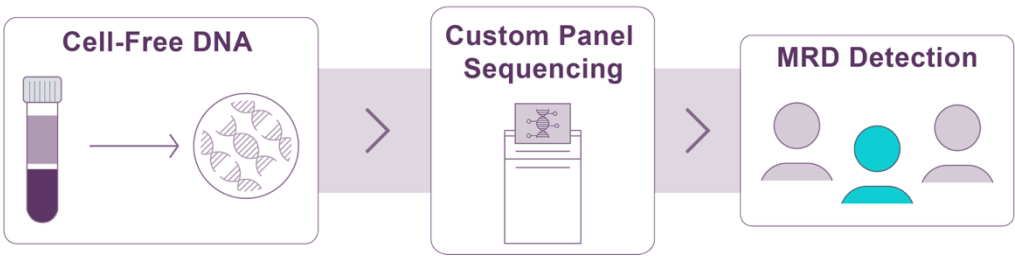 Cell-Free DNA
Custom Panel
Sequencing
MRD Detection